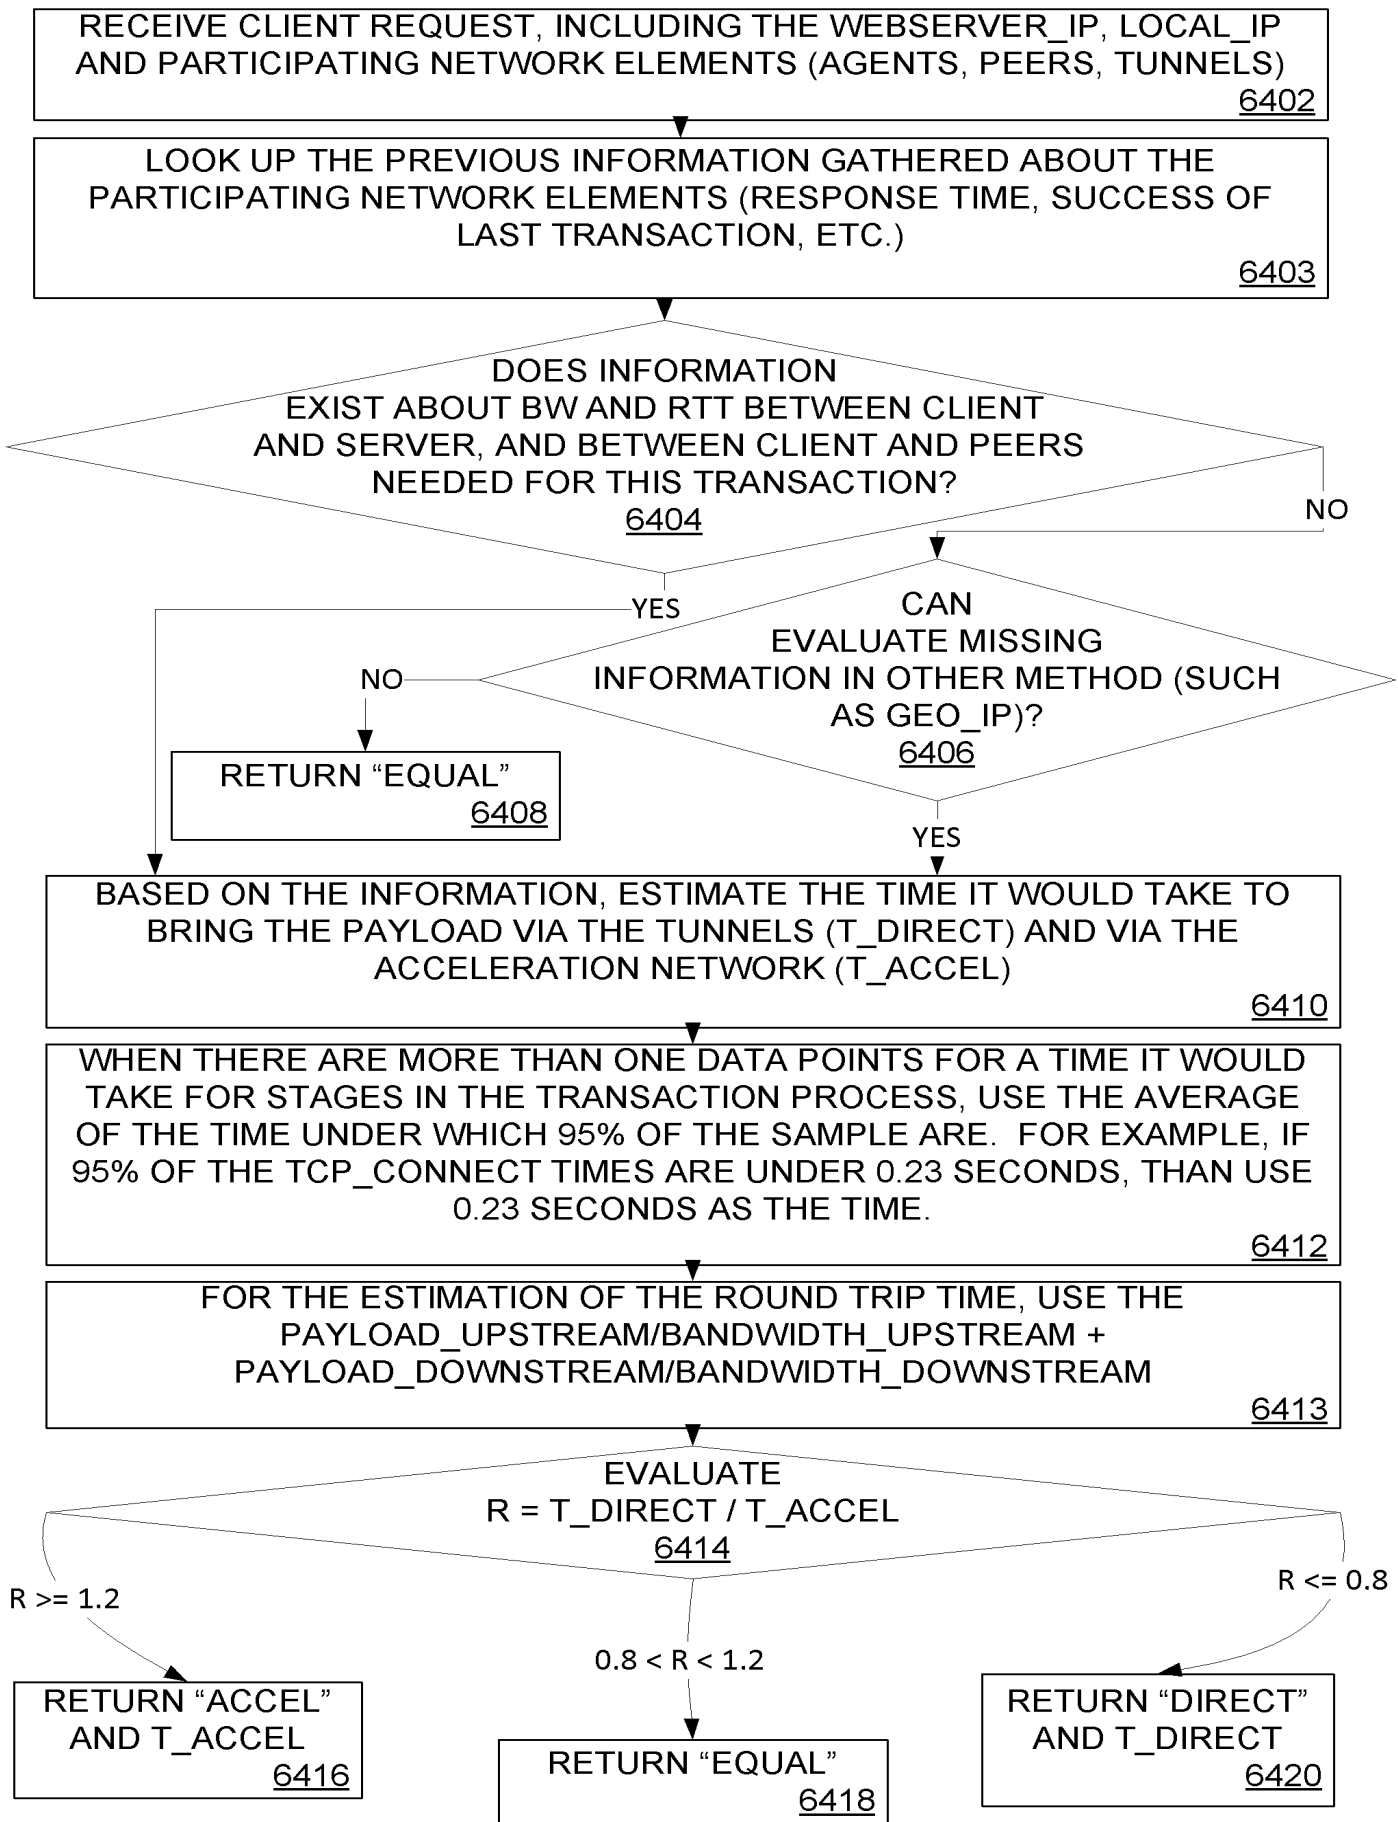 RECEIVE CLIENT REQUEST, INCLUDING THE WEBSERVER_IP, LOCAL_IP
AND PARTICIPATING NETWORK ELEMENTS (AGENTS, PEERS, TUNNELS)
6402
LOOK UP THE PREVIOUS INFORMATION GATHERED ABOUT THE
PARTICIPATING NETWORK ELEMENTS (RESPONSE TIME, SUCCESS OF
LAST TRANSACTION, ETC.)
6403
DOES INFORMATION
EXIST ABOUT BW AND RTT BETWEEN CLIENT
AND SERVER, AND BETWEEN CLIENT AND PEERS
NEEDED FOR THIS TRANSACTION?
6404
NO
YES
CAN
EVALUATE MISSING
INFORMATION IN OTHER METHOD (SUCH
AS GEO_IP)?
6406
NO
RETURN “EQUAL”
6408
YES
BASED ON THE INFORMATION, ESTIMATE THE TIME IT WOULD TAKE TO
BRING THE PAYLOAD VIA THE TUNNELS (T_DIRECT) AND VIA THE
ACCELERATION NETWORK (T_ACCEL)
6410
WHEN THERE ARE MORE THAN ONE DATA POINTS FOR A TIME IT WOULD
TAKE FOR STAGES IN THE TRANSACTION PROCESS, USE THE AVERAGE
OF THE TIME UNDER WHICH 95% OF THE SAMPLE ARE.  FOR EXAMPLE, IF
95% OF THE TCP_CONNECT TIMES ARE UNDER 0.23 SECONDS, THAN USE
0.23 SECONDS AS THE TIME.
6412
FOR THE ESTIMATION OF THE ROUND TRIP TIME, USE THE
PAYLOAD_UPSTREAM/BANDWIDTH_UPSTREAM +
PAYLOAD_DOWNSTREAM/BANDWIDTH_DOWNSTREAM
6413
EVALUATE
R = T_DIRECT / T_ACCEL
6414
R >= 1.2
0.8 < R < 1.2
R <= 0.8
RETURN “ACCEL”
AND T_ACCEL
6416
RETURN “EQUAL”
6418
RETURN “DIRECT”
AND T_DIRECT
6420